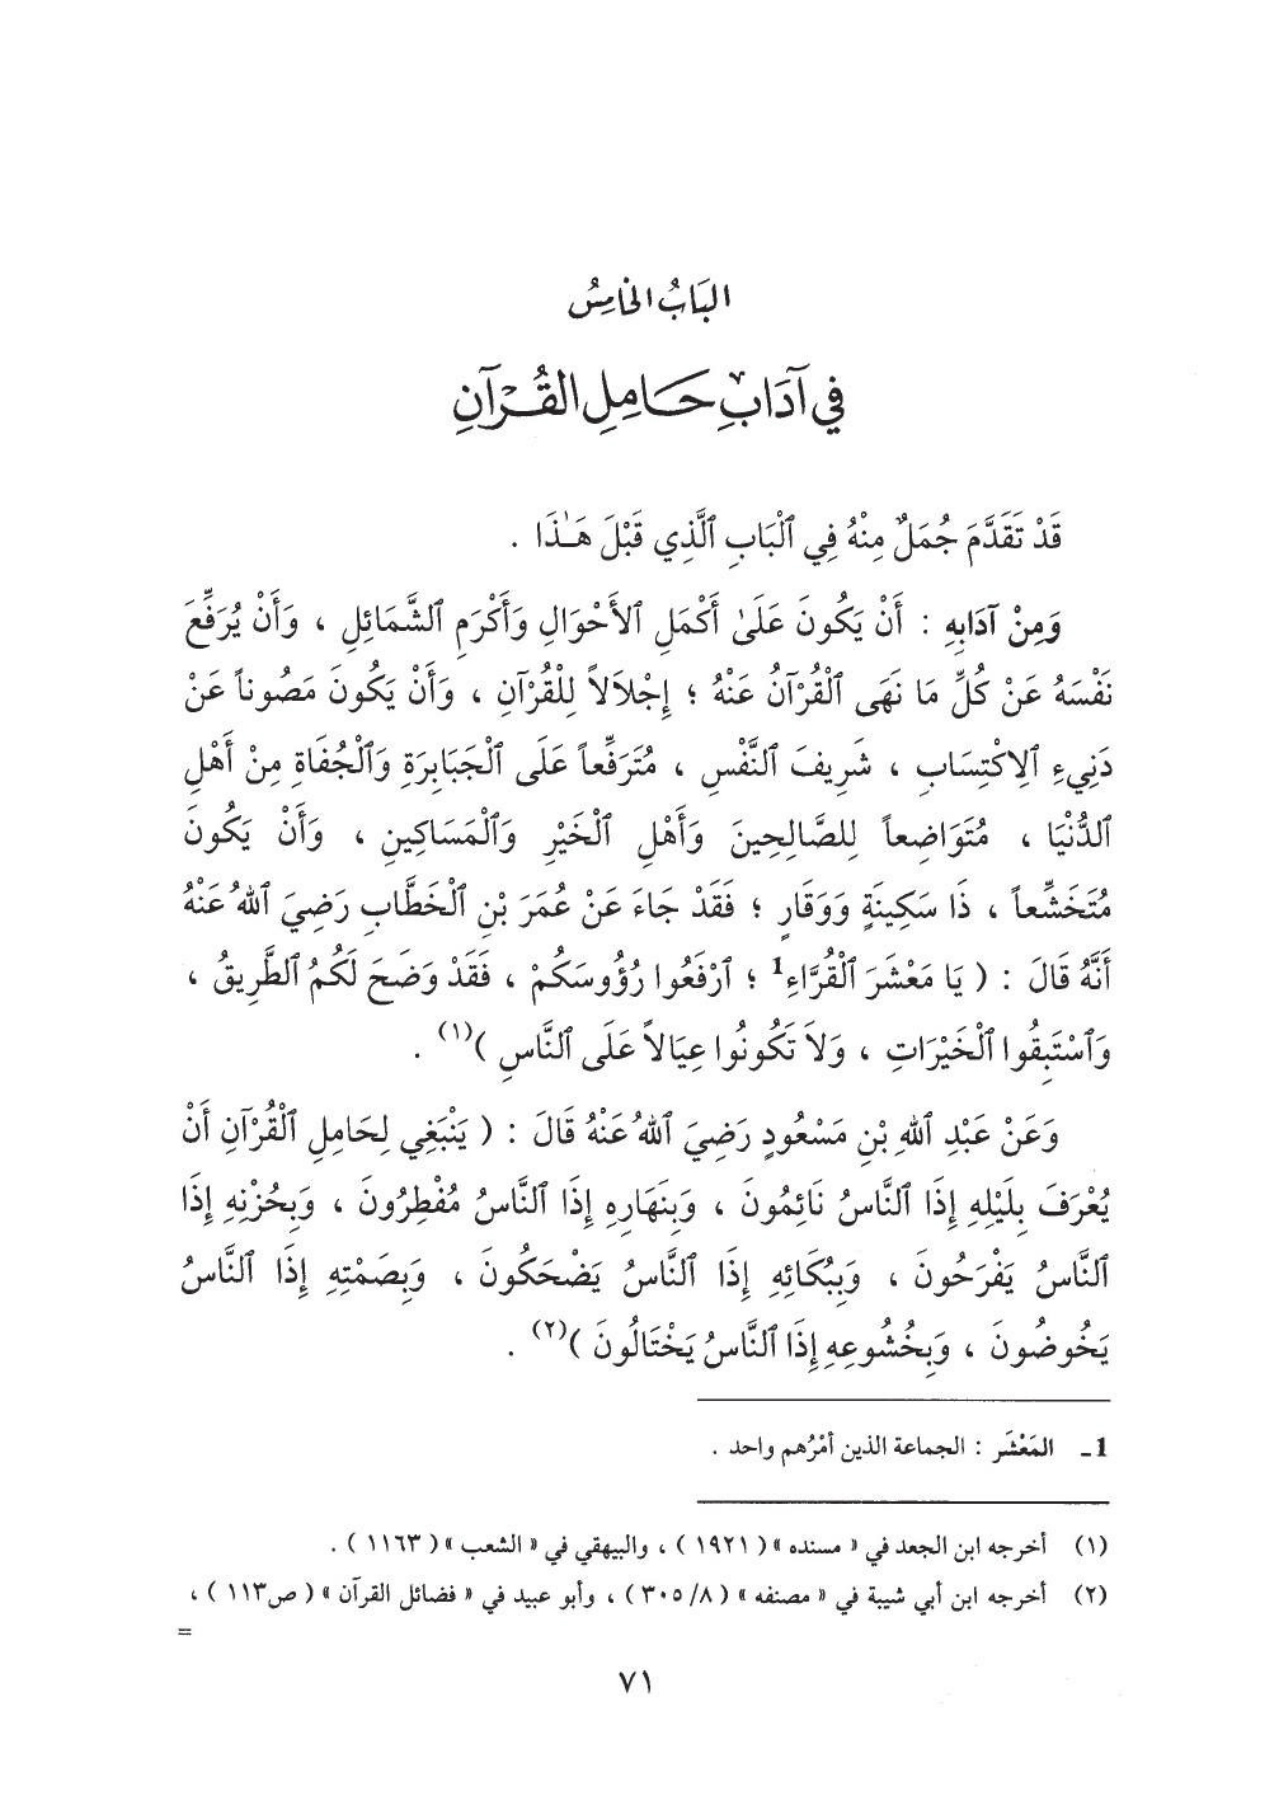 البَابُ الخَامِسُ
فِي آدَابِ حَامِلِ القُرْآنِ
قَدْ تَقَدَّمَ جُمَلٌ مِنْهُ فِي ٱلْبَابِ ٱلَّذِي قَبْلَ هَـٰذَا .
وَمِنْ آدَابِهِ : أَنْ يَكُونَ عَلَىٰ أَكْمَلِ ٱلأَحْوَالِ وَأَكْرَمِ ٱلشَّمَائِلِ ، وَأَنْ يُرَفِّعَ
نَفْسَهُ عَنْ كُلِّ مَا نَهَى ٱلْقُرْآنُ عَنْهُ ؛ إِجْلاَلاً لِلْقُرْآنِ ، وَأَنْ يَكُونَ مَصُوناً عَنْ
دَنِيءِ ٱلِاكْتِسَابِ ، شَرِيفَ ٱلنَّفْسِ ، مُتَرَفِّعاً عَلَى ٱلْجَبَابِرَةِ وَٱلْجُفَاةِ مِنْ أَهْلِ
ٱلدُّنْيَا ، مُتَوَاضِعاً لِلصَّالِحِينَ وَأَهْلِ ٱلْخَيْرِ وَٱلْمَسَاكِينِ ، وَأَنْ يَكُونَ
مُتَخَشِّعاً ، ذَا سَكِينَةٍ وَوَقَارٍ ؛ فَقَدْ جَاءَ عَنْ عُمَرَ بْنِ ٱلْخَطَّابِ رَضِيَ ٱللهُ عَنْهُ
أَنَّهُ قَالَ : ( يَا مَعْشَرَ ٱلْقُرَّاءِ1 ؛ ٱرْفَعُوا رُؤُوسَكُمْ ، فَقَدْ وَضَحَ لَكُمُ ٱلطَّرِيقُ ،
وَٱسْتَبِقُوا ٱلْخَيْرَاتِ ، وَلاَ تَكُونُوا عِيَالاً عَلَى ٱلنَّاسِ )(١) .
وَعَنْ عَبْدِ ٱللهِ بْنِ مَسْعُودٍ رَضِيَ ٱللهُ عَنْهُ قَالَ : ( يَنْبَغِي لِحَامِلِ ٱلْقُرْآنِ أَنْ
يُعْرَفَ بِلَيْلِهِ إِذَا ٱلنَّاسُ نَائِمُونَ ، وَبِنَهَارِهِ إِذَا ٱلنَّاسُ مُفْطِرُونَ ، وَبِحُزْنِهِ إِذَا
ٱلنَّاسُ يَفْرَحُونَ ، وَبِبُكَائِهِ إِذَا ٱلنَّاسُ يَضْحَكُونَ ، وَبِصَمْتِهِ إِذَا ٱلنَّاسُ
يَخُوضُونَ ، وَبِخُشُوعِهِ إِذَا ٱلنَّاسُ يَخْتَالُونَ )(٢) .
1ـ المَعْشَر : الجماعة الذين أمْرُهم واحد .
(١) أخرجه ابن الجعد في « مسنده » ( ١٩٢١ ) ، والبيهقي في « الشعب » ( ١١٦٣ ) .
(٢) أخرجه ابن أبي شيبة في « مصنفه » ( ٨/ ٣٠٥ ) ، وأبو عبيد في « فضائل القرآن » ( ص١١٣ ) ،
=
٧١